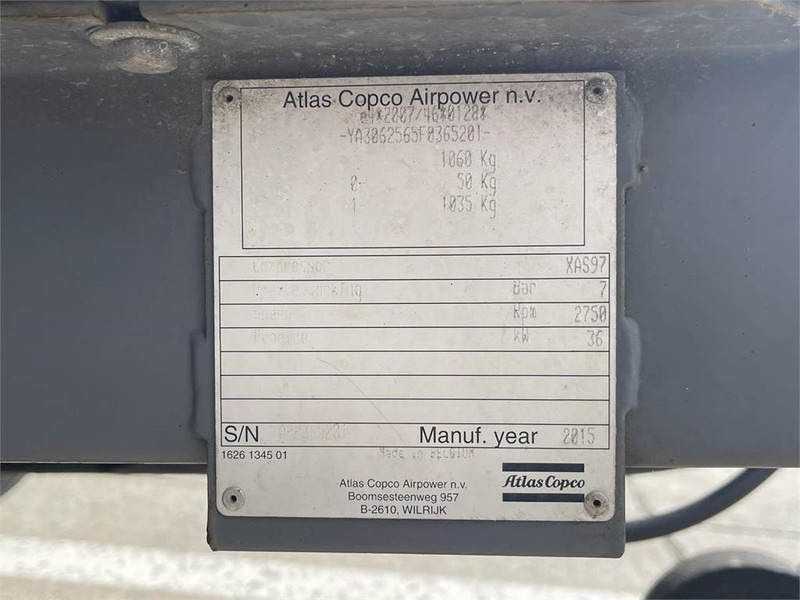 Atlas Copco Airpower n.v.
e4*2007/46*0128*
-YA3062565F0365201-
1060 Kg
0- 50 Kg
1- 1035 Kg
Compressor XAS97
Bar 7
Rpm 2750
kW 36
S/N Manuf. year 2015
1626 1345 01 Made in BELGIUM
Atlas Copco Airpower n.v.
Boomsesteenweg 957
B-2610, WILRIJK
Atlas Copco